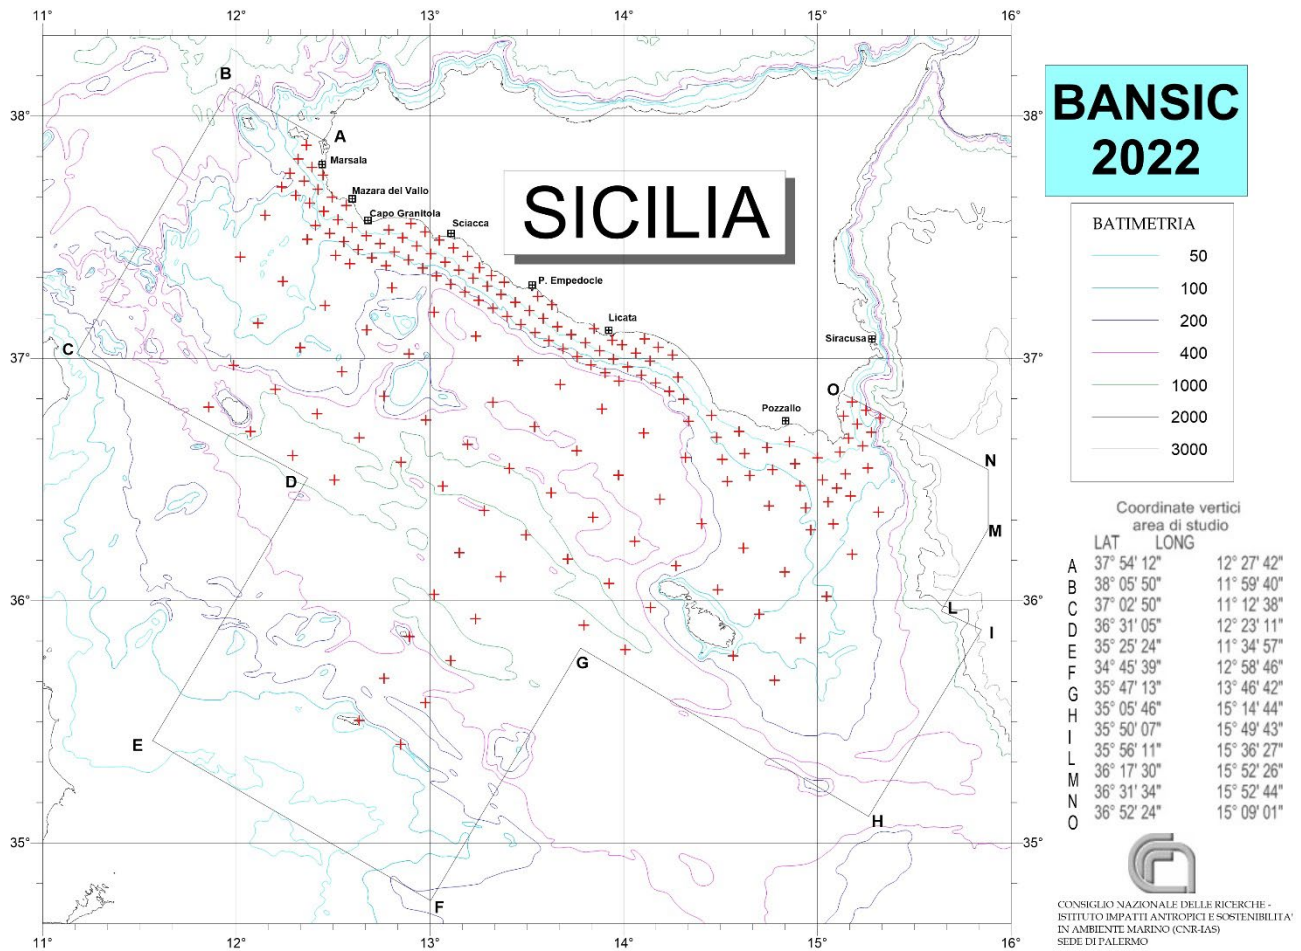 11° 12° 13° 14° 15° 16°
BANSIC
2022
B
38° 38°
A
Marsala
SICILIA
Mazara del Vallo
Capo Granitola
Sciacca
BATIMETRIA
50
100
200
400
1000
2000
3000
P. Empedocle
Licata
Siracusa
C
37° 37°
O
Pozzallo
N
D
M
Coordinate vertici
area di studio
LAT LONG
A 37° 54' 12" 12° 27' 42"
B 38° 05' 50" 11° 59' 40"
C 37° 02' 50" 11° 12' 38"
D 36° 31' 05" 12° 23' 11"
E 35° 25' 24" 11° 34' 57"
F 34° 45' 39" 12° 58' 46"
G 35° 47' 13" 13° 46' 42"
H 35° 05' 46" 15° 14' 44"
I 35° 50' 07" 15° 49' 43"
L 35° 56' 11" 15° 36' 27"
M 36° 17' 30" 15° 52' 26"
N 36° 31' 34" 15° 52' 44"
O 36° 52' 24" 15° 09' 01"
36° 36°
L
I
G
E
H
35° 35°
F
11° 12° 13° 14° 15° 16°
CONSIGLIO NAZIONALE DELLE RICERCHE -
ISTITUTO IMPATTI ANTROPICI E SOSTENIBILITA'
IN AMBIENTE MARINO (CNR-IAS)
SEDE DI PALERMO